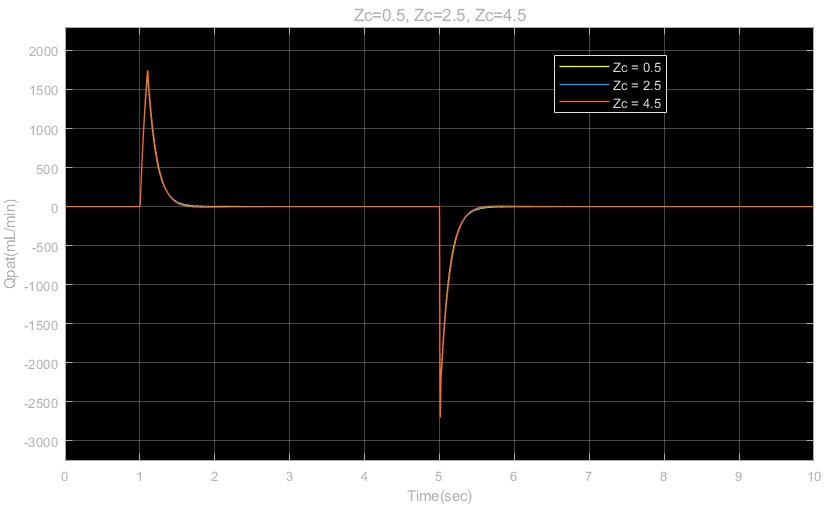 Zc=0.5, Zc=2.5, Zc=4.5
Zc = 0.5
Zc = 2.5
Zc = 4.5
2000
1500
1000
500
0
-500
-1000
-1500
-2000
-2500
-3000
Qpat(mL/min)
0 1 2 3 4 5 6 7 8 9 10
Time(sec)